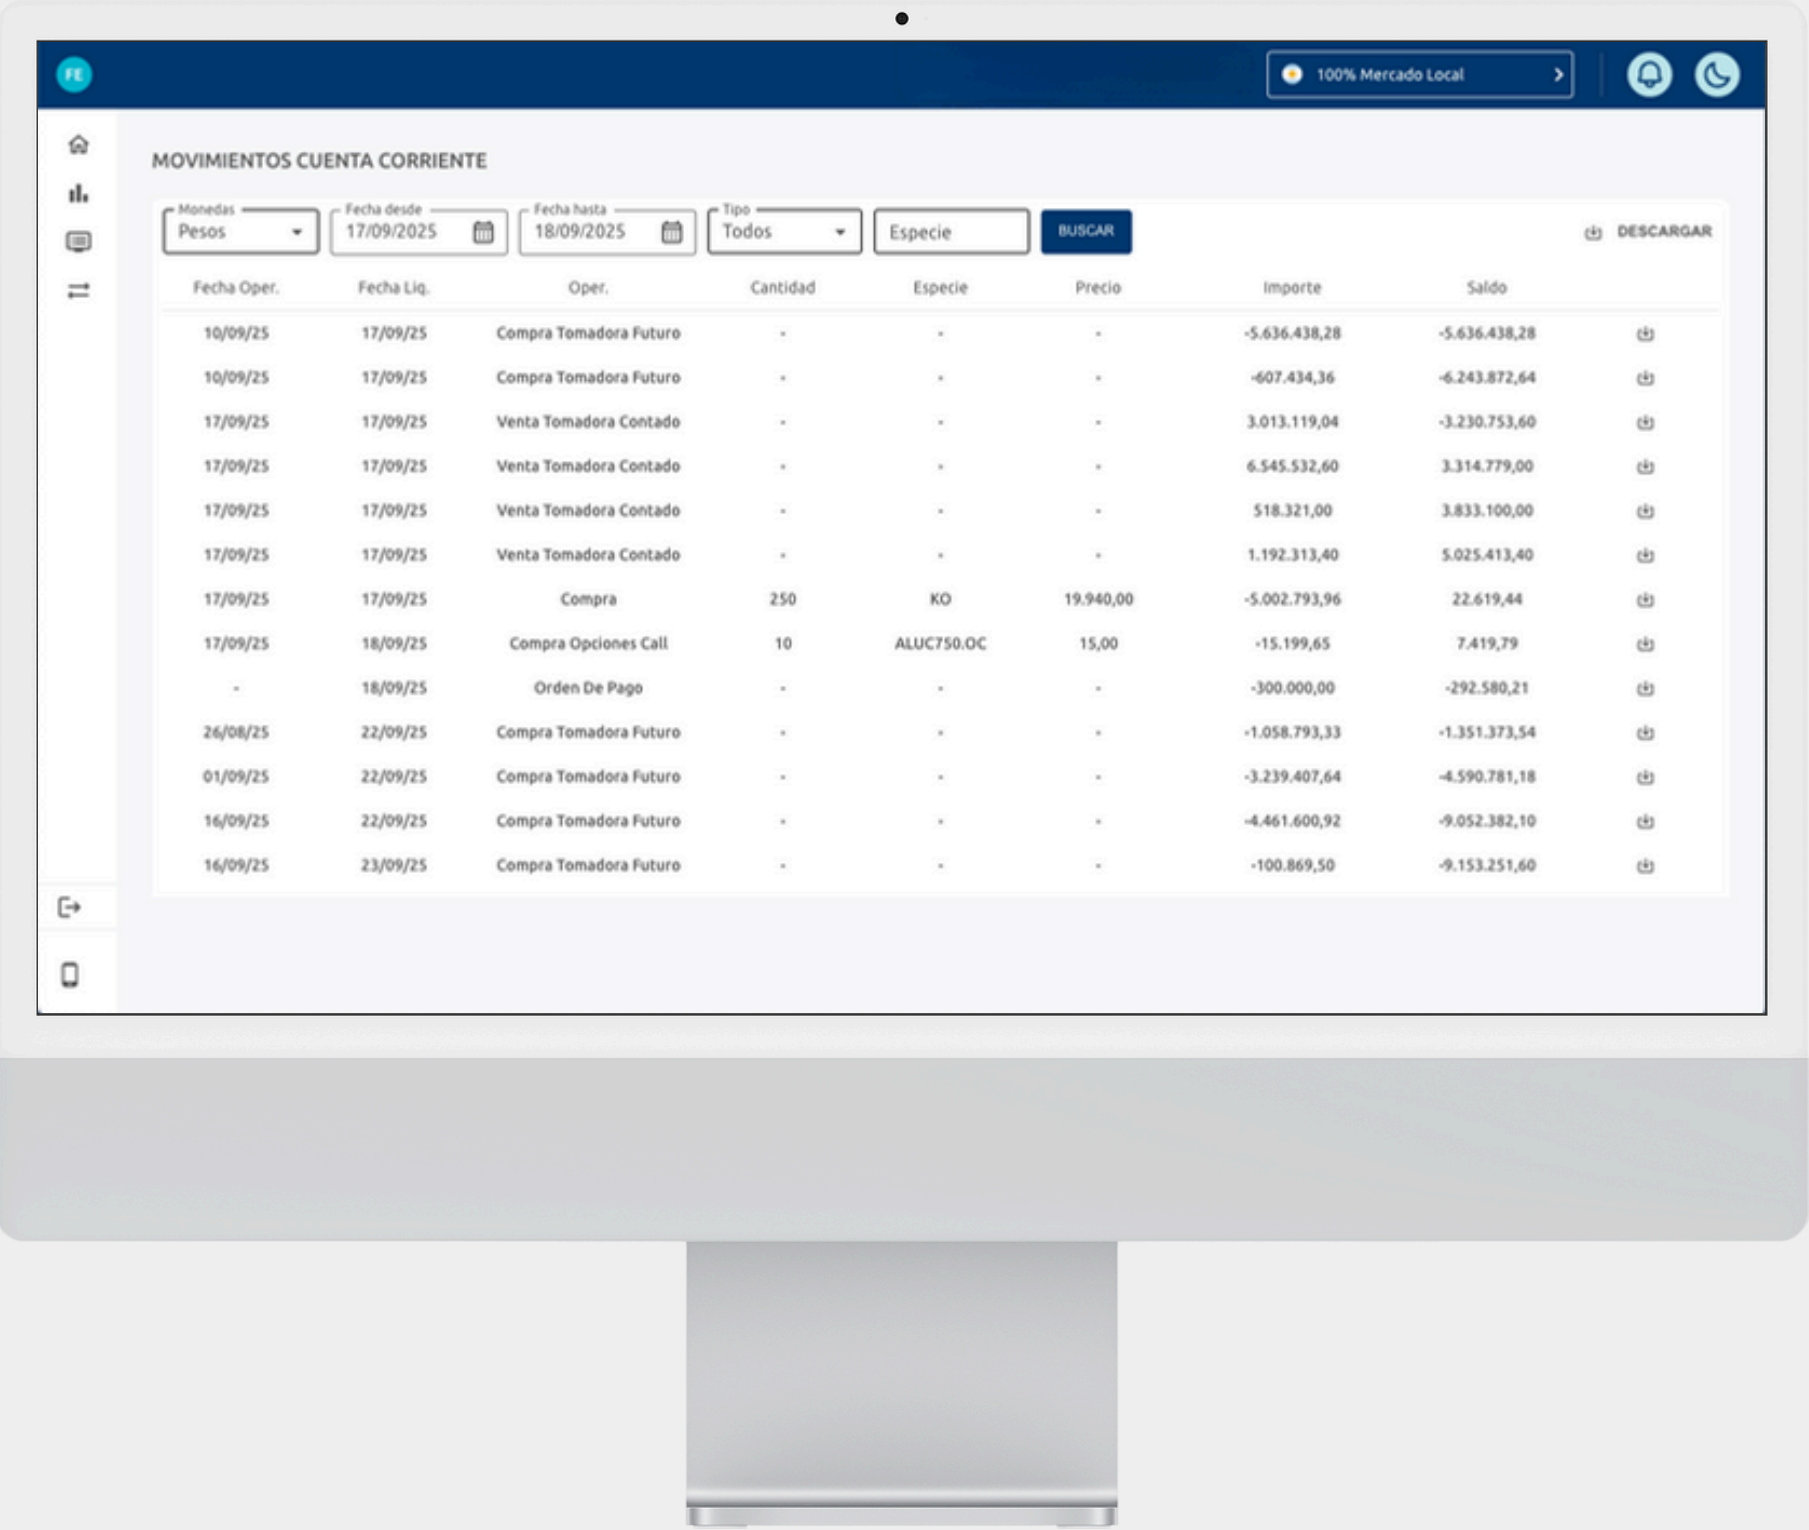 FE
100% Mercado Local
MOVIMIENTOS CUENTA CORRIENTE
Monedas Fecha desde Fecha hasta Tipo
Pesos 17/09/2025 18/09/2025 Todos Especie BUSCAR DESCARGAR
Fecha Oper. Fecha Liq. Oper. Cantidad Especie Precio Importe Saldo
10/09/25 17/09/25 Compra Tomadora Futuro - - - -5.636.438,28 -5.636.438,28
10/09/25 17/09/25 Compra Tomadora Futuro - - - -607.434,36 -6.243.872,64
17/09/25 17/09/25 Venta Tomadora Contado - - - 3.013.119,04 -3.230.753,60
17/09/25 17/09/25 Venta Tomadora Contado - - - 6.545.532,60 3.314.779,00
17/09/25 17/09/25 Venta Tomadora Contado - - - 518.321,00 3.833.100,00
17/09/25 17/09/25 Venta Tomadora Contado - - - 1.192.313,40 5.025.413,40
17/09/25 17/09/25 Compra 250 KO 19.940,00 -5.002.793,96 22.619,44
17/09/25 18/09/25 Compra Opciones Call 10 ALUC750.OC 15,00 -15.199,65 7.419,79
- 18/09/25 Orden De Pago - - - -300.000,00 -292.580,21
26/08/25 22/09/25 Compra Tomadora Futuro - - - -1.058.793,33 -1.351.373,54
01/09/25 22/09/25 Compra Tomadora Futuro - - - -3.239.407,64 -4.590.781,18
16/09/25 22/09/25 Compra Tomadora Futuro - - - -4.461.600,92 -9.052.382,10
16/09/25 23/09/25 Compra Tomadora Futuro - - - -100.869,50 -9.153.251,60